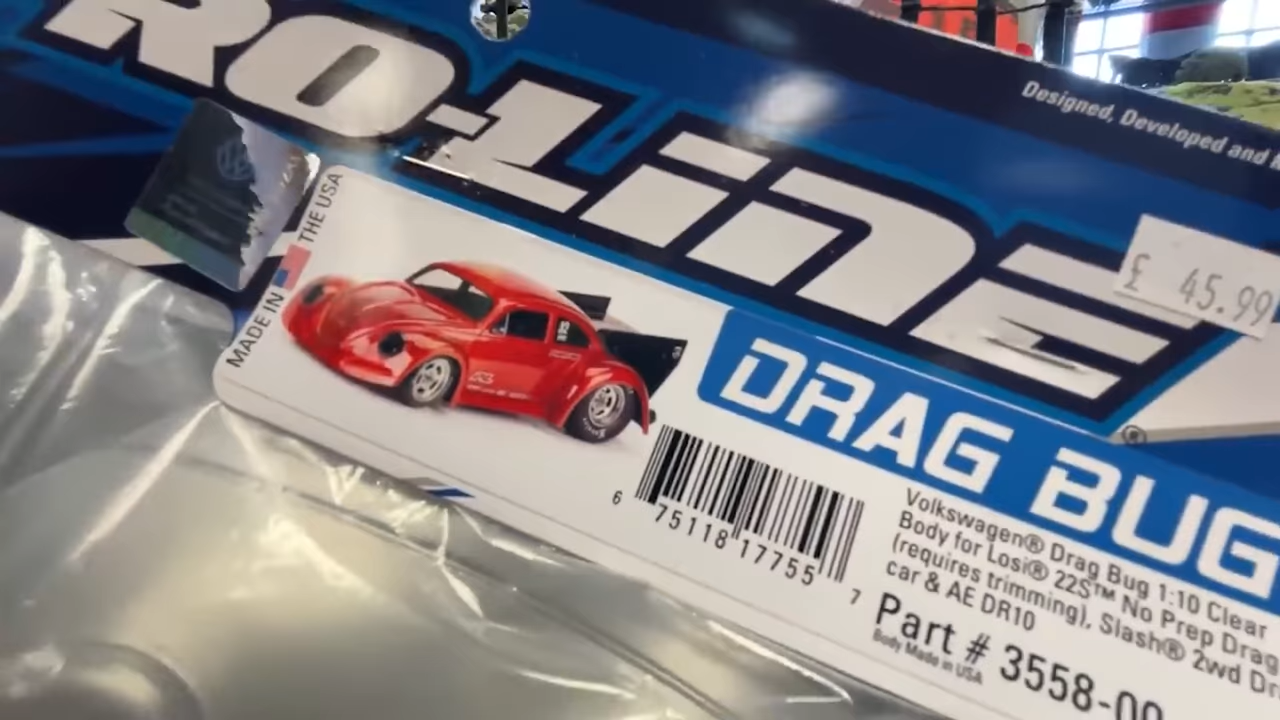 RO-LINE
Designed, Developed and
£ 45.99
MADE IN THE USA
DRAG BUG
6 75118 17755 7
Volkswagen® Drag Bug 1:10 Clear
Body for Losi® 22S™ No Prep Drag
(requires trimming), Slash® 2wd Dr
car & AE DR10
Part # 3558-00
Body Made in USA